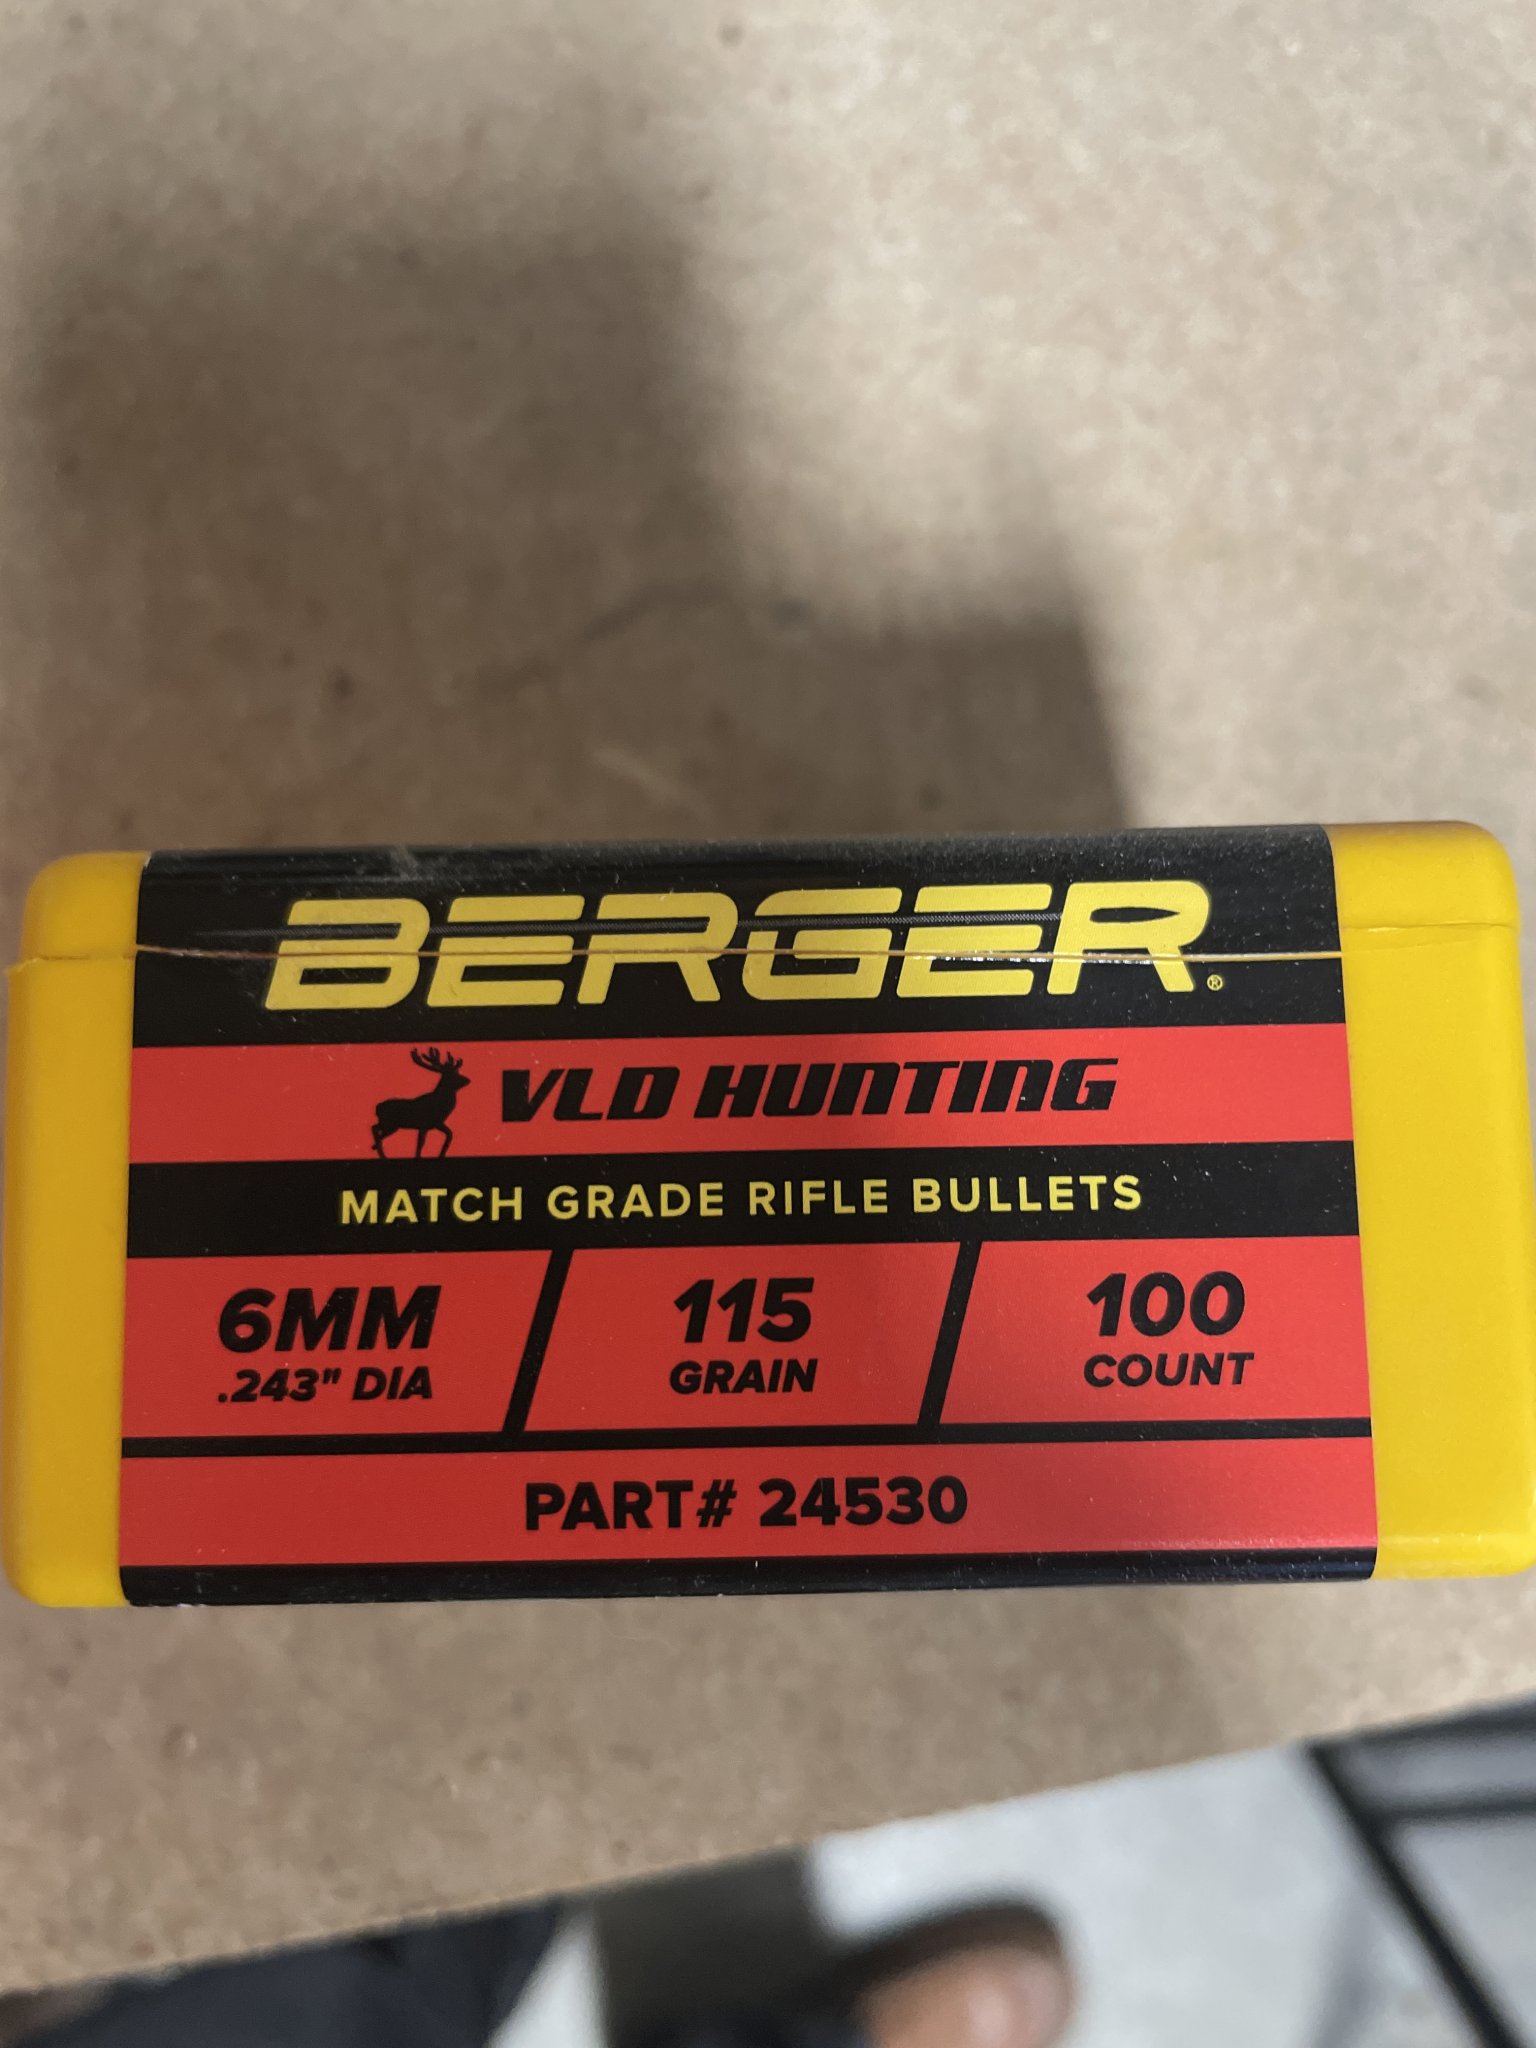 BERGER®
VLD HUNTING
MATCH GRADE RIFLE BULLETS
6MM 115 100
.243" DIA GRAIN COUNT
PART# 24530